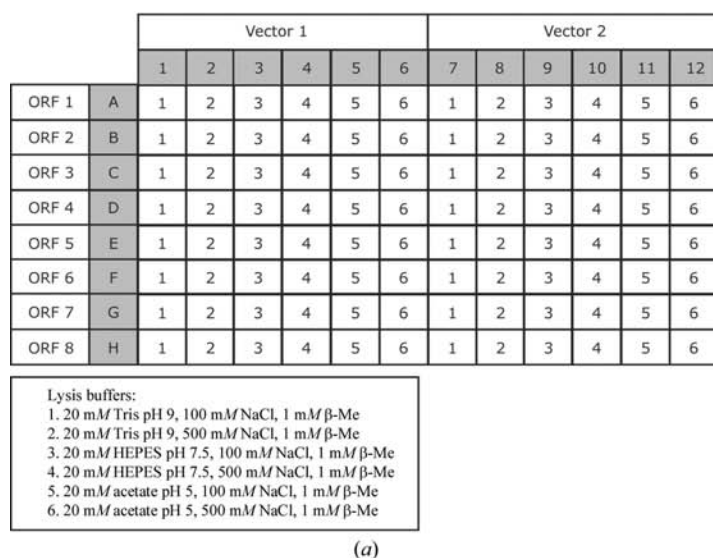 Vector 1 Vector 2
1 2 3 4 5 6 7 8 9 10 11 12
ORF 1 A 1 2 3 4 5 6 1 2 3 4 5 6
ORF 2 B 1 2 3 4 5 6 1 2 3 4 5 6
ORF 3 C 1 2 3 4 5 6 1 2 3 4 5 6
ORF 4 D 1 2 3 4 5 6 1 2 3 4 5 6
ORF 5 E 1 2 3 4 5 6 1 2 3 4 5 6
ORF 6 F 1 2 3 4 5 6 1 2 3 4 5 6
ORF 7 G 1 2 3 4 5 6 1 2 3 4 5 6
ORF 8 H 1 2 3 4 5 6 1 2 3 4 5 6
Lysis buffers:
1. 20 mM Tris pH 9, 100 mM NaCl, 1 mM β-Me
2. 20 mM Tris pH 9, 500 mM NaCl, 1 mM β-Me
3. 20 mM HEPES pH 7.5, 100 mM NaCl, 1 mM β-Me
4. 20 mM HEPES pH 7.5, 500 mM NaCl, 1 mM β-Me
5. 20 mM acetate pH 5, 100 mM NaCl, 1 mM β-Me
6. 20 mM acetate pH 5, 500 mM NaCl, 1 mM β-Me
(a)